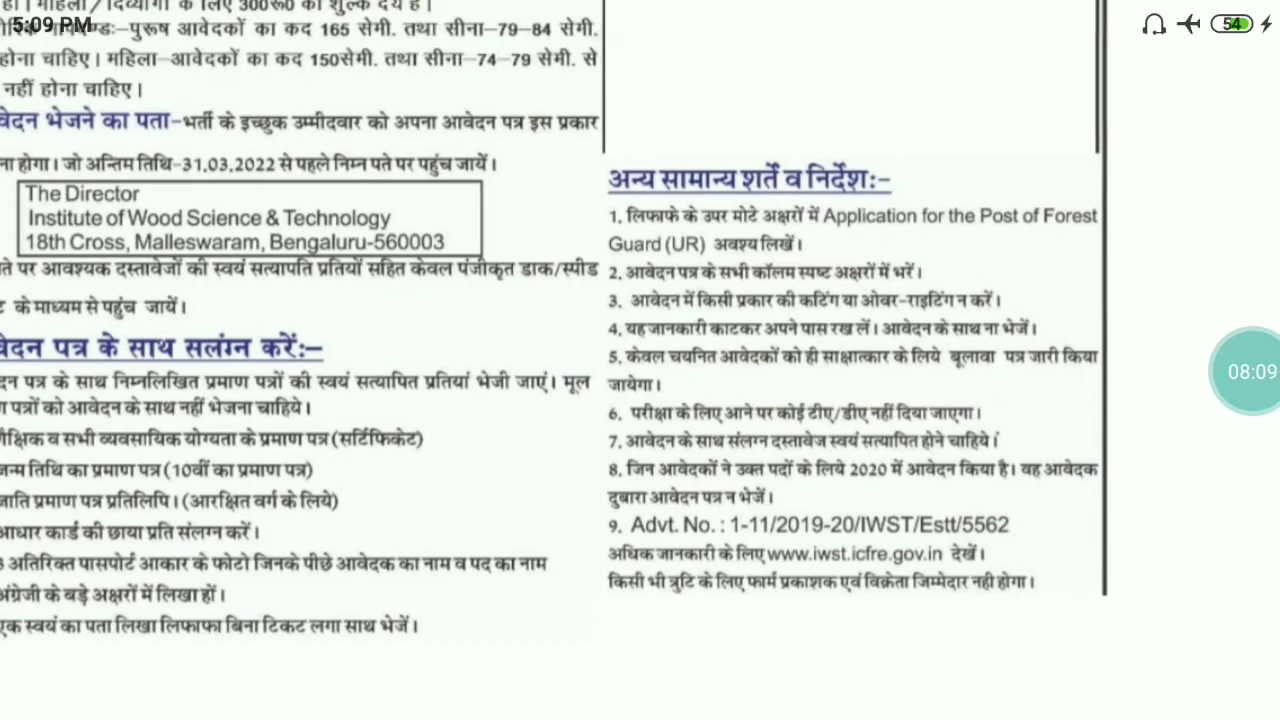 5:09 PM
54
हो। महिला/दिव्यांगों के लिए 300रू0 का शुल्क देय है।
मापदण्डः-पुरूष आवेदकों का कद 165 सेमी. तथा सीना-79-84 सेमी.
होना चाहिए। महिला-आवेदकों का कद 150सेमी. तथा सीना-74-79 सेमी. से
नहीं होना चाहिए।
वेदन भेजने का पता-भर्ती के इच्छुक उम्मीदवार को अपना आवेदन पत्र इस प्रकार
ना होगा। जो अन्तिम तिथि-31.03.2022 से पहले निम्न पते पर पहुंच जायें।
The Director
Institute of Wood Science & Technology
18th Cross, Malleswaram, Bengaluru-560003
ते पर आवश्यक दस्तावेजों की स्वयं सत्यापति प्रतियों सहित केवल पंजीकृत डाक/स्पीड
ट के माध्यम से पहुंच जायें।
वेदन पत्र के साथ सलंग्न करें:-
दन पत्र के साथ निम्नलिखित प्रमाण पत्रों की स्वयं सत्यापित प्रतियां भेजी जाएं। मूल
ण पत्रों को आवेदन के साथ नहीं भेजना चाहिये।
शैक्षिक व सभी व्यवसायिक योग्यता के प्रमाण पत्र (सर्टिफिकेट)
जन्म तिथि का प्रमाण पत्र (10वीं का प्रमाण पत्र)
जाति प्रमाण पत्र प्रतिलिपि। (आरक्षित वर्ग के लिये)
आधार कार्ड की छाया प्रति संलग्न करें।
अतिरिक्त पासपोर्ट आकार के फोटो जिनके पीछे आवेदक का नाम व पद का नाम
अंग्रेजी के बड़े अक्षरों में लिखा हों।
एक स्वयं का पता लिखा लिफाफा बिना टिकट लगा साथ भेजें।
अन्य सामान्य शर्तें व निर्देशः-
1. लिफाफे के उपर मोटे अक्षरों में Application for the Post of Forest
Guard (UR) अवश्य लिखें।
2. आवेदन पत्र के सभी कॉलम स्पष्ट अक्षरों में भरें।
3. आवेदन में किसी प्रकार की कटिंग या ओवर-राइटिंग न करें।
4. यह जानकारी काटकर अपने पास रख लें। आवेदन के साथ ना भेजें।
5. केवल चयनित आवेदकों को ही साक्षात्कार के लिये बूलावा पत्र जारी किया
जायेगा।
6. परीक्षा के लिए आने पर कोई टीए/डीए नहीं दिया जाएगा।
7. आवेदन के साथ संलग्न दस्तावेज स्वयं सत्यापित होने चाहिये।
8. जिन आवेदकों ने उक्त पदों के लिये 2020 में आवेदन किया है। वह आवेदक
दुबारा आवेदन पत्र न भेजें।
9. Advt. No. : 1-11/2019-20/IWST/Estt/5562
अधिक जानकारी के लिए www.iwst.icfre.gov.in देखें।
किसी भी त्रुटि के लिए फार्म प्रकाशक एवं विक्रेता जिम्मेदार नही होगा।
08:09